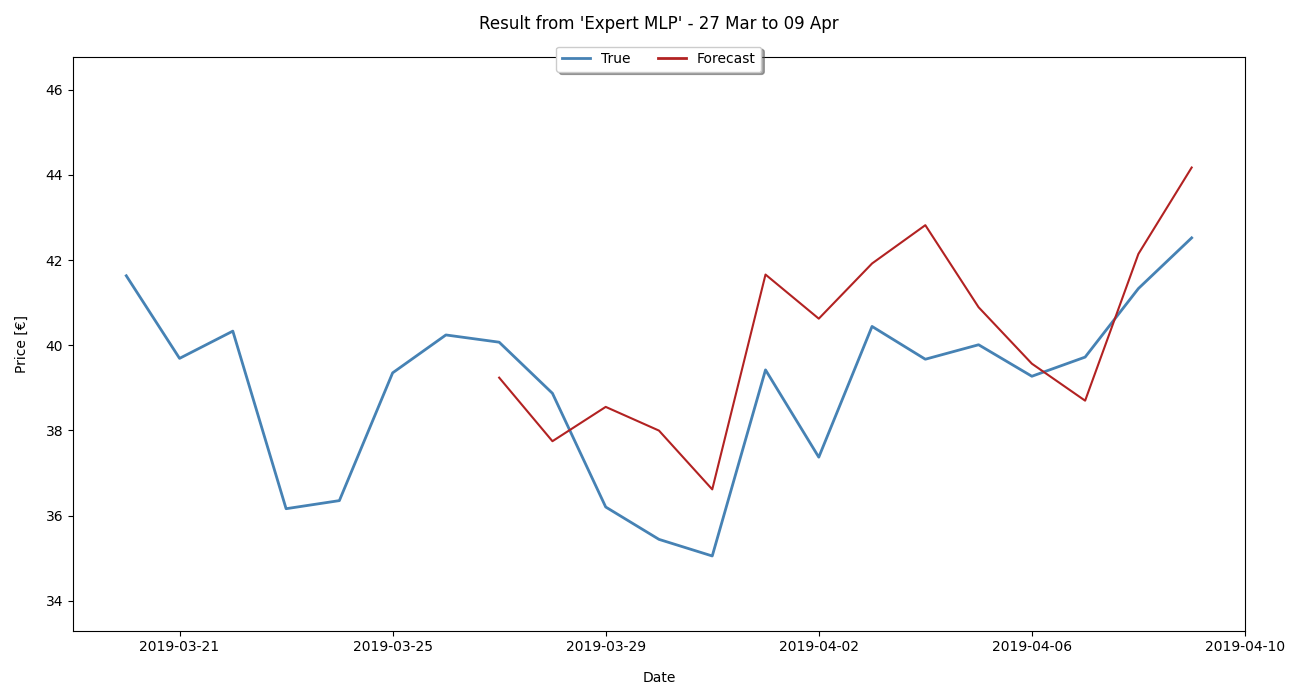 Result from 'Expert MLP' - 27 Mar to 09 Apr
True Forecast
46
44
42
40
38
36
34
Price [€]
2019-03-21 2019-03-25 2019-03-29 2019-04-02 2019-04-06 2019-04-10
Date